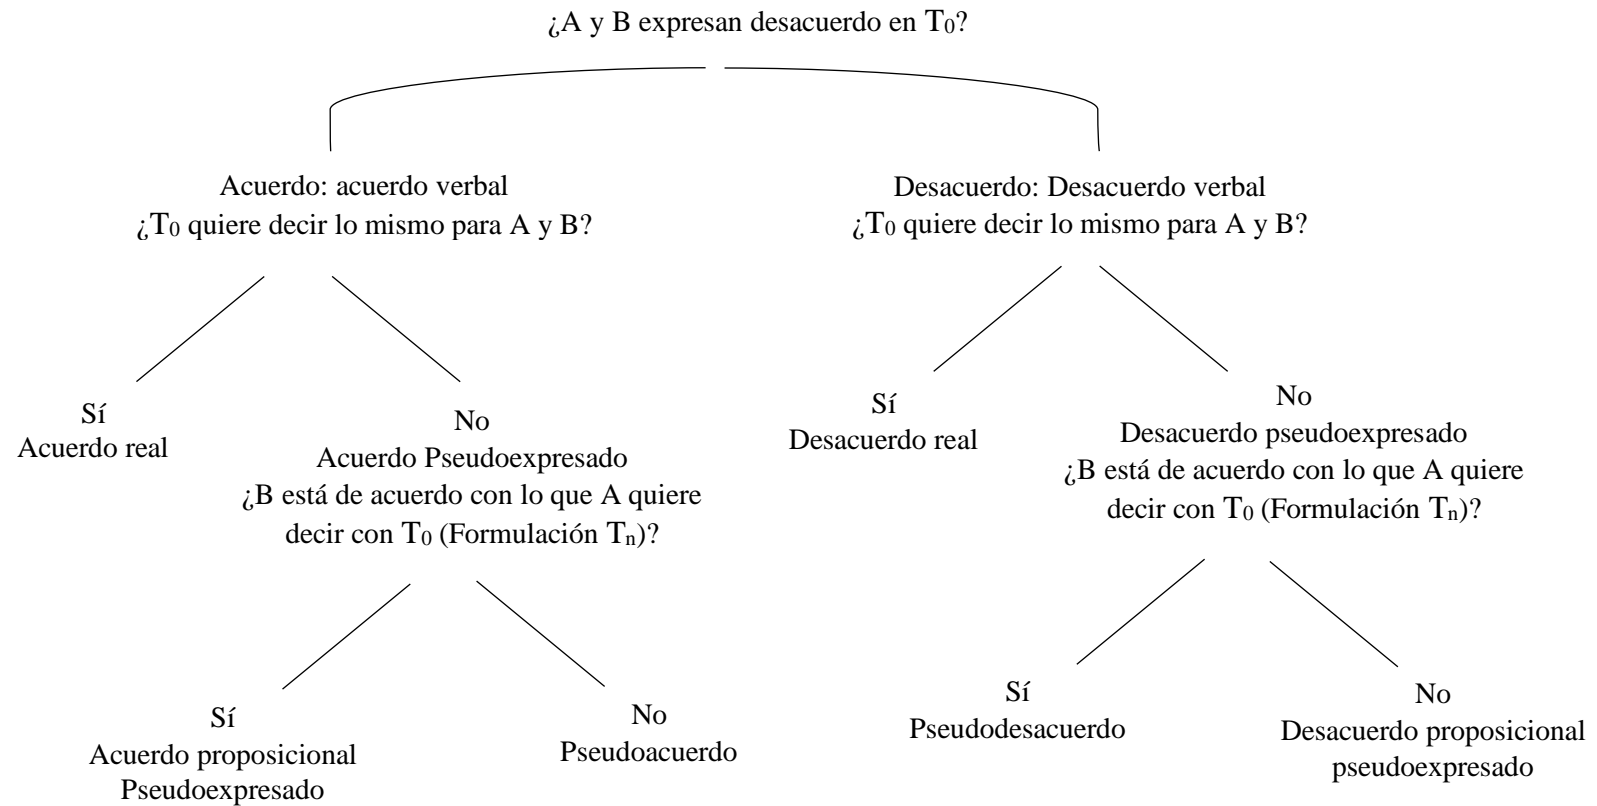 ¿A y B expresan desacuerdo en T₀?
Acuerdo: acuerdo verbal
¿T₀ quiere decir lo mismo para A y B?
Desacuerdo: Desacuerdo verbal
¿T₀ quiere decir lo mismo para A y B?
Sí
Acuerdo real
No
Acuerdo Pseudoexpresado
¿B está de acuerdo con lo que A quiere
decir con T₀ (Formulación Tₙ)?
Sí
Desacuerdo real
No
Desacuerdo pseudoexpresado
¿B está de acuerdo con lo que A quiere
decir con T₀ (Formulación Tₙ)?
Sí
Acuerdo proposicional
Pseudoexpresado
No
Pseudoacuerdo
Sí
Pseudodesacuerdo
No
Desacuerdo proposicional
pseudoexpresado